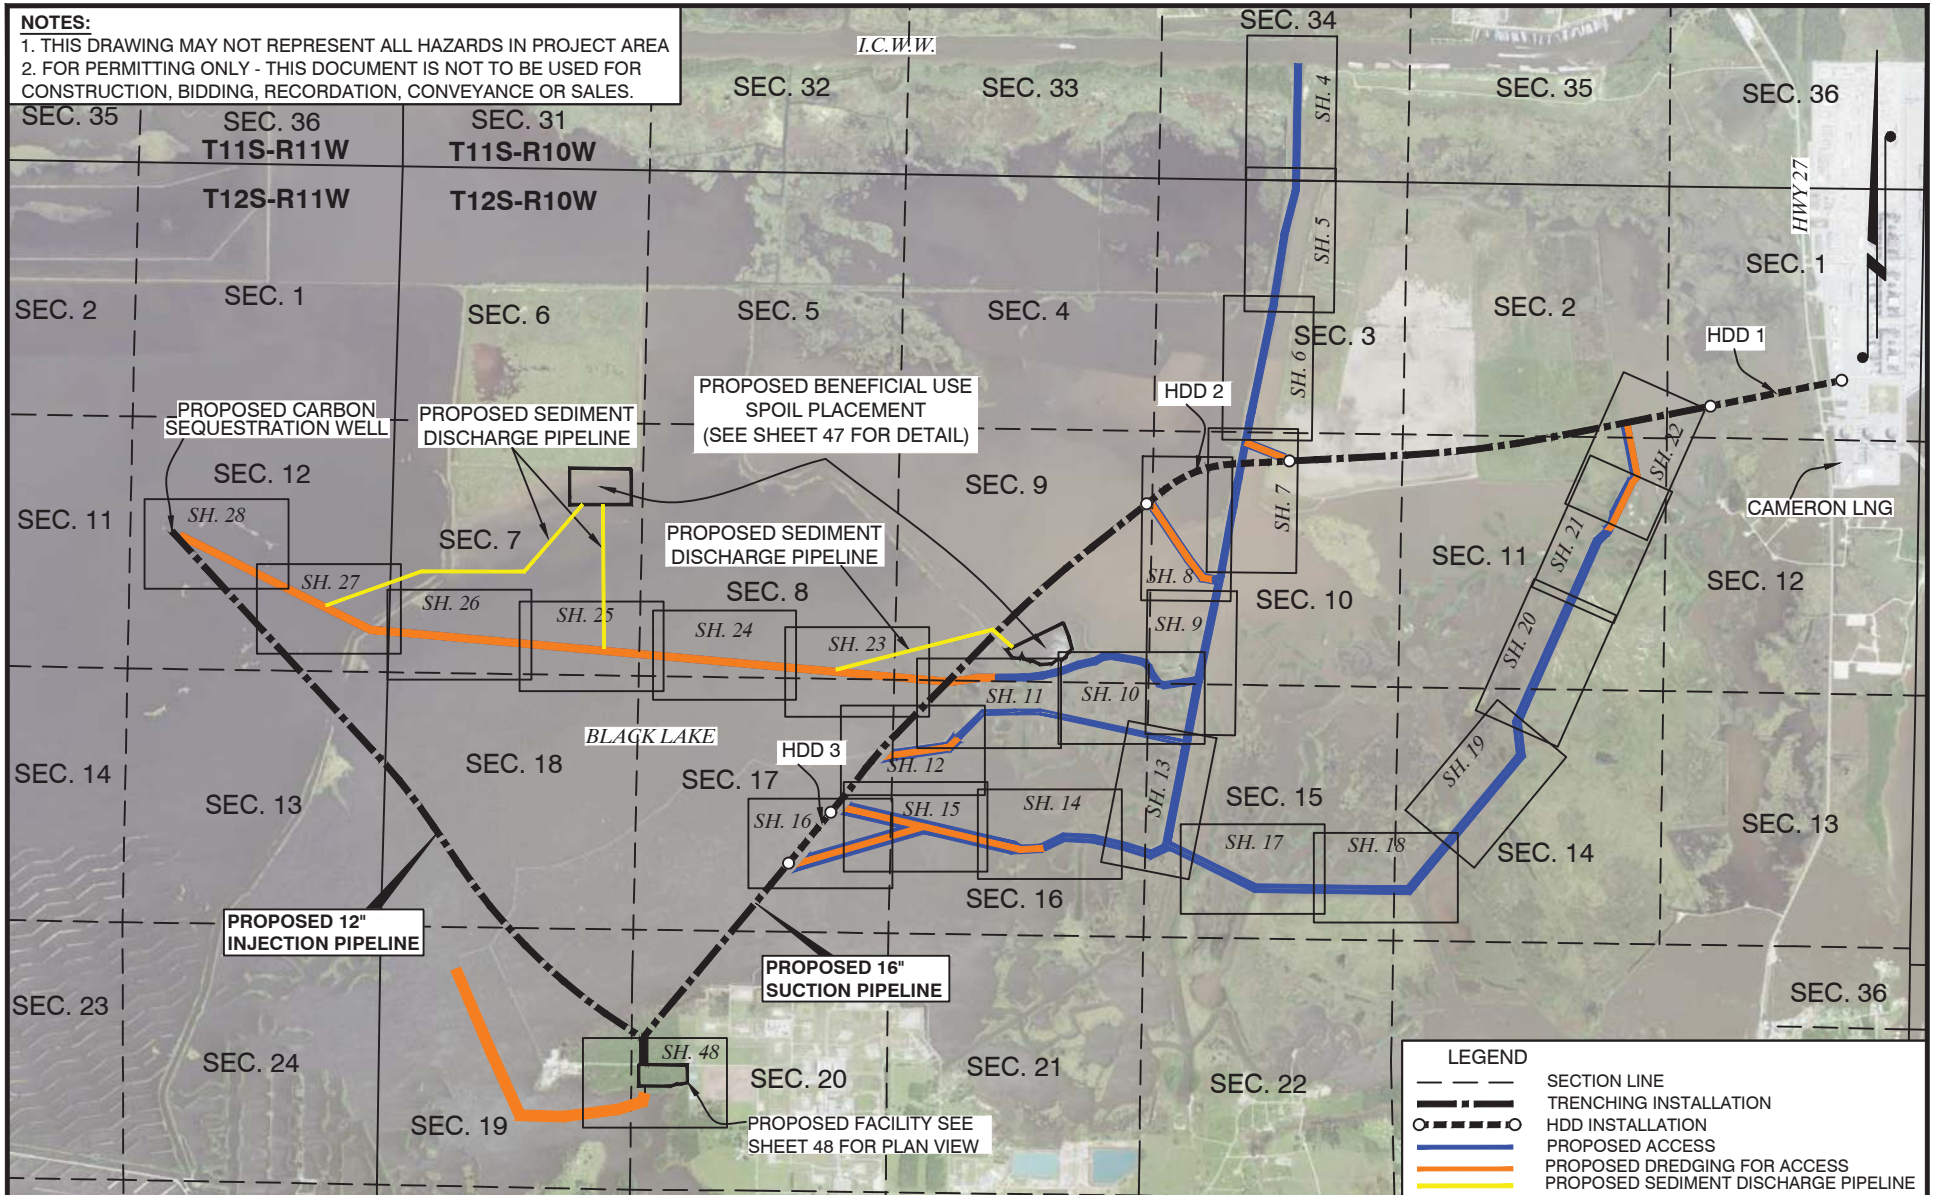 NOTES:
1. THIS DRAWING MAY NOT REPRESENT ALL HAZARDS IN PROJECT AREA
2. FOR PERMITTING ONLY - THIS DOCUMENT IS NOT TO BE USED FOR
CONSTRUCTION, BIDDING, RECORDATION, CONVEYANCE OR SALES.
SEC. 34
I.C.W.W.
SEC. 32
SEC. 33
SH. 4
SEC. 35
SEC. 36
SEC. 35
SEC. 36
SEC. 31
T11S-R11W
T11S-R10W
T12S-R11W
T12S-R10W
HWY 27
SH. 5
SEC. 2
SEC. 1
SEC. 6
SEC. 5
SEC. 4
SEC. 3
SEC. 2
SEC. 1
SH. 6
HDD 1
HDD 2
PROPOSED CARBON
SEQUESTRATION WELL
PROPOSED SEDIMENT
DISCHARGE PIPELINE
PROPOSED BENEFICIAL USE
SPOIL PLACEMENT
(SEE SHEET 47 FOR DETAIL)
SEC. 12
SEC. 9
SH. 22
SEC. 11
SH. 28
SEC. 7
PROPOSED SEDIMENT
DISCHARGE PIPELINE
SH. 7
CAMERON LNG
SH. 21
SEC. 11
SEC. 12
SH. 27
SH. 26
SH. 25
SH. 24
SEC. 8
SH. 23
SH. 8
SEC. 10
SH. 9
SH. 20
SH. 11
SH. 10
BLACK LAKE
HDD 3
SH. 12
SH. 13
SH. 19
SEC. 14
SEC. 13
SEC. 18
SEC. 17
SEC. 15
SEC. 13
SH. 16
SH. 15
SH. 14
SH. 17
SH. 18
SEC. 14
SEC. 16
PROPOSED 12"
INJECTION PIPELINE
PROPOSED 16"
SUCTION PIPELINE
SEC. 23
SEC. 36
SEC. 24
SH. 48
SEC. 20
SEC. 21
SEC. 22
SEC. 19
PROPOSED FACILITY SEE
SHEET 48 FOR PLAN VIEW
LEGEND
SECTION LINE
TRENCHING INSTALLATION
HDD INSTALLATION
PROPOSED ACCESS
PROPOSED DREDGING FOR ACCESS
PROPOSED SEDIMENT DISCHARGE PIPELINE